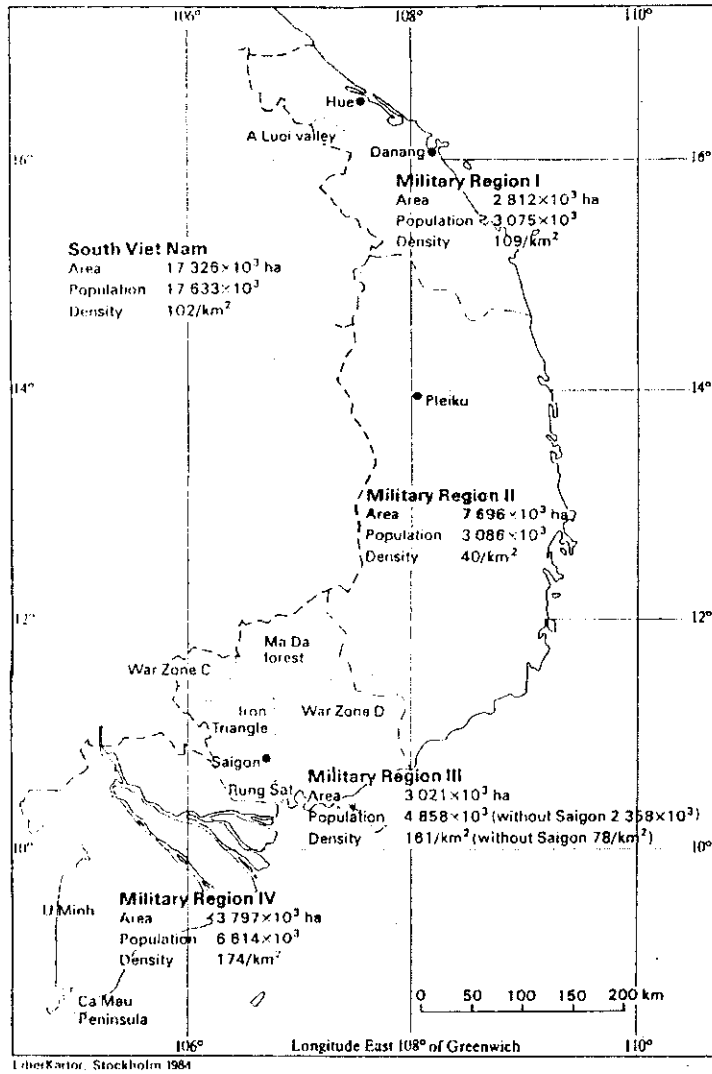 106°
108°
110°
Hue
A Luoi valley
16°
16°
Danang
Military Region I
Area 2 812×10³ ha
Population 3 075×10³
Density 109/km²
South Viet Nam
Area 17 326×10³ ha
Population 17 633×10³
Density 102/km²
14°
14°
Pleiku
Military Region II
Area 7 696×10³ ha
Population 3 086×10³
Density 40/km²
12°
12°
Ma Da
forest
War Zone C
Iron
Triangle
War Zone D
Saigon
Rung Sat
Military Region III
Area 3 021×10³ ha
Population 4 858×10³ (without Saigon 2 358×10³)
Density 161/km² (without Saigon 78/km²)
10°
10°
Military Region IV
Area 3 797×10³ ha
Population 6 614×10³
Density 174/km²
U Minh
Ca Mau
Peninsula
0 50 100 150 200 km
106°
Longitude East 108° of Greenwich
110°
LiberKartor, Stockholm 1984